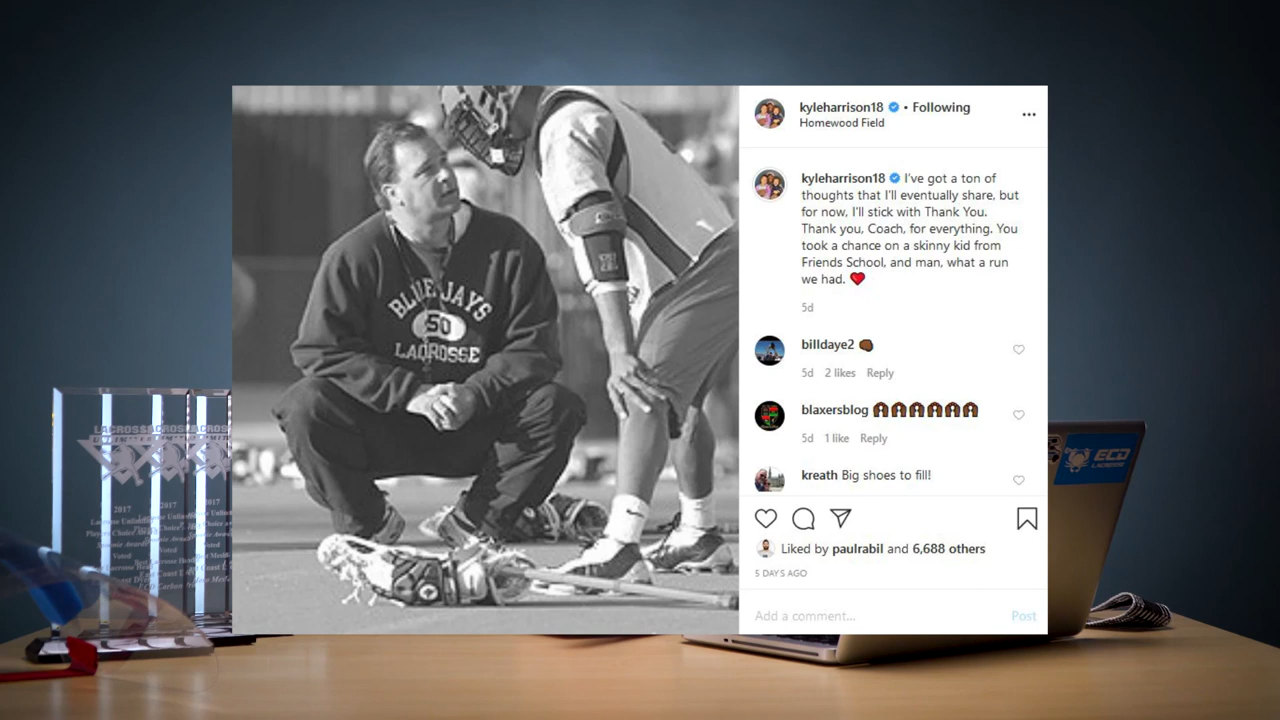 kyleharrison18 • Following
Homewood Field
kyleharrison18 I've got a ton of
thoughts that I'll eventually share, but
for now, I'll stick with Thank You.
Thank you, Coach, for everything. You
took a chance on a skinny kid from
Friends School, and man, what a run
we had. ❤️
5d
billdaye2
5d 2 likes Reply
blaxersblog
5d 1 like Reply
kreath Big shoes to fill!
Liked by paulrabil and 6,688 others
5 DAYS AGO
Add a comment... Post
BLUE JAYS
50
LACROSSE
LACROSSE
2017
2017
2017
Voted
ECD
LACROSSE